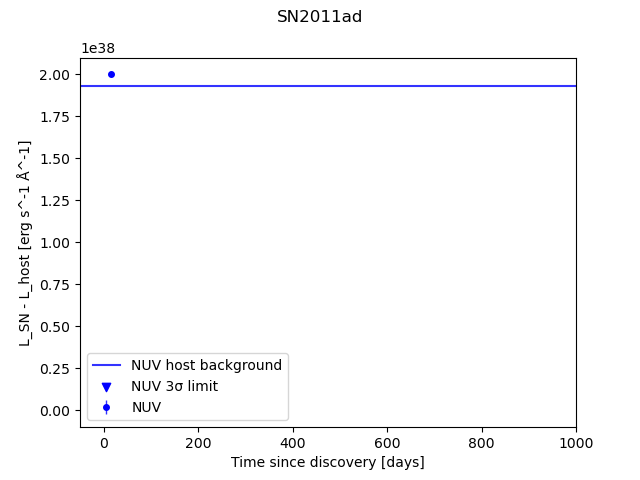 SN2011ad
1e38
2.00
1.75
1.50
1.25
1.00
0.75
0.50
0.25
0.00
L_SN - L_host [erg s^-1 Å^-1]
NUV host background
NUV 3σ limit
NUV
0 200 400 600 800 1000
Time since discovery [days]